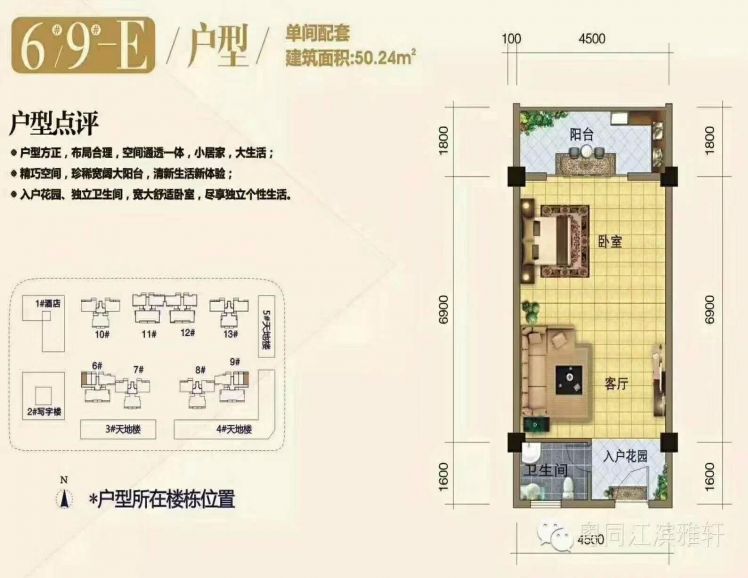 6#/9#-E / 户型 / 单间配套
建筑面积:50.24m²
户型点评
● 户型方正，布局合理，空间通透一体，小居家，大生活；
● 精巧空间，珍稀宽阔大阳台，清新生活新体验；
● 入户花园、独立卫生间，宽大舒适卧室，尽享独立个性生活。
1#酒店
10#
11#
12#
13#
5#天地楼
6#
7#
8#
9#
2#写字楼
3#天地楼
4#天地楼
N
*户型所在楼栋位置
100
4500
1800
1800
阳台
卧室
6900
6900
客厅
卫生间
入户花园
1600
1600
4500
粤同江滨雅轩